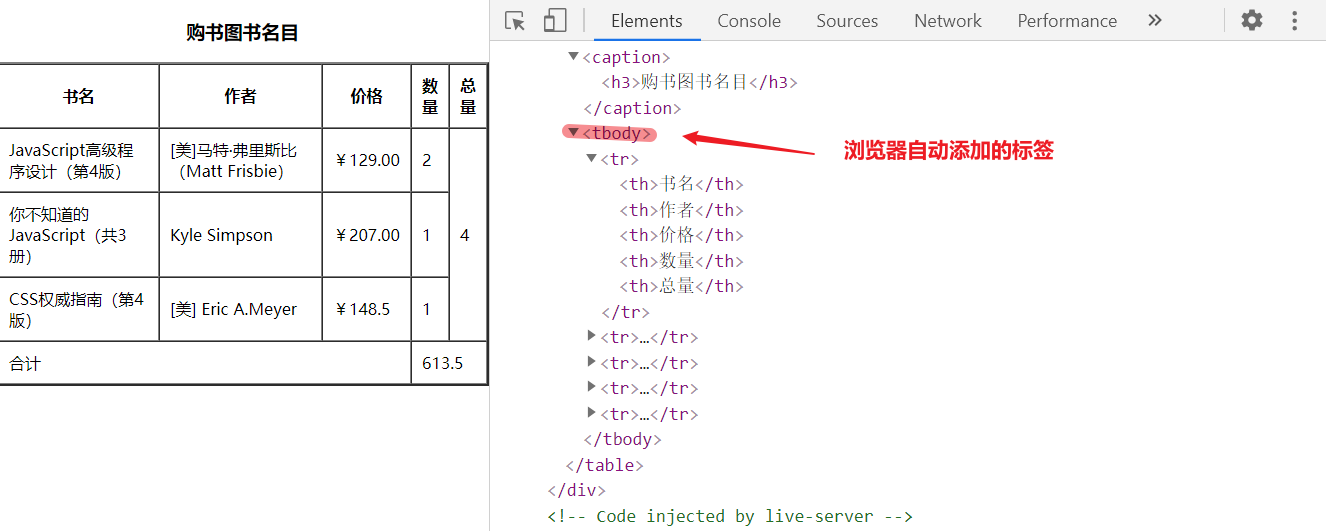 购书图书名目
书名 作者 价格 数量 总量
JavaScript高级程序设计（第4版） [美]马特·弗里斯比（Matt Frisbie） ￥129.00 2 4
你不知道的JavaScript（共3册） Kyle Simpson ￥207.00 1
CSS权威指南（第4版） [美] Eric A.Meyer ￥148.5 1
合计 613.5
Elements Console Sources Network Performance »
<caption>
<h3>购书图书名目</h3>
</caption>
<tbody>
浏览器自动添加的标签
<tr>
<th>书名</th>
<th>作者</th>
<th>价格</th>
<th>数量</th>
<th>总量</th>
</tr>
<tr>…</tr>
<tr>…</tr>
<tr>…</tr>
<tr>…</tr>
</tbody>
</table>
</div>
<!-- Code injected by live-server -->